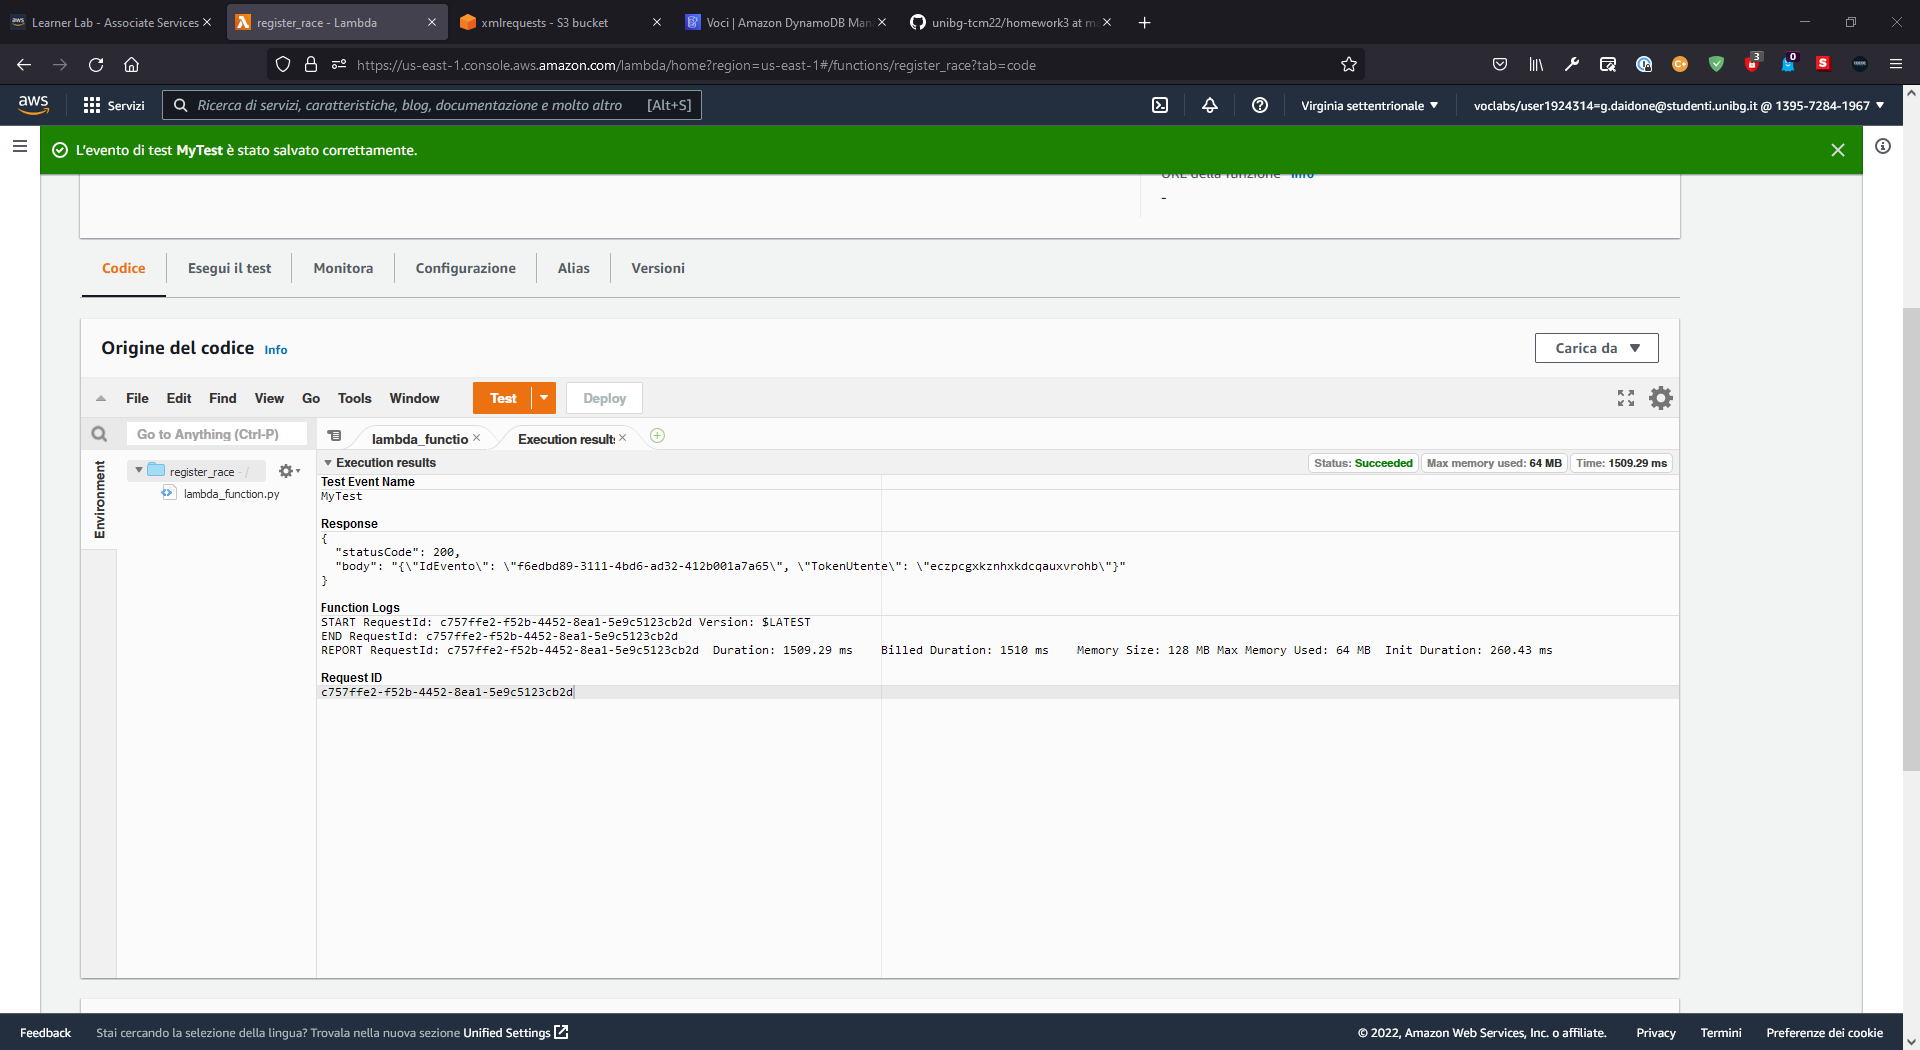 Learner Lab - Associate Services
register_race - Lambda
xmlrequests - S3 bucket
Voci | Amazon DynamoDB Man
unibg-tcm22/homework3 at ma
https://us-east-1.console.aws.amazon.com/lambda/home?region=us-east-1#/functions/register_race?tab=code
3
0
aws
Servizi
Ricerca di servizi, caratteristiche, blog, documentazione e molto altro [Alt+S]
Virginia settentrionale
voclabs/user1924314=g.daidone@studenti.unibg.it @ 1395-7284-1967
L'evento di test MyTest è stato salvato correttamente.
URL della funzione Info
-
Codice
Esegui il test
Monitora
Configurazione
Alias
Versioni
Origine del codice Info
Carica da
File Edit Find View Go Tools Window
Test
Deploy
Go to Anything (Ctrl-P)
lambda_functio
Execution result
Environment
register_race - /
lambda_function.py
Execution results
Status: Succeeded
Max memory used: 64 MB
Time: 1509.29 ms
Test Event Name
MyTest
Response
{
"statusCode": 200,
"body": "{\"IdEvento\": \"f6edbd89-3111-4bd6-ad32-412b001a7a65\", \"TokenUtente\": \"eczpcgxkznhxkdcqauxvrohb\"}"
}
Function Logs
START RequestId: c757ffe2-f52b-4452-8ea1-5e9c5123cb2d Version: $LATEST
END RequestId: c757ffe2-f52b-4452-8ea1-5e9c5123cb2d
REPORT RequestId: c757ffe2-f52b-4452-8ea1-5e9c5123cb2d Duration: 1509.29 ms Billed Duration: 1510 ms Memory Size: 128 MB Max Memory Used: 64 MB Init Duration: 260.43 ms
Request ID
c757ffe2-f52b-4452-8ea1-5e9c5123cb2d
Feedback
Stai cercando la selezione della lingua? Trovala nella nuova sezione Unified Settings
© 2022, Amazon Web Services, Inc. o affiliate.
Privacy
Termini
Preferenze dei cookie